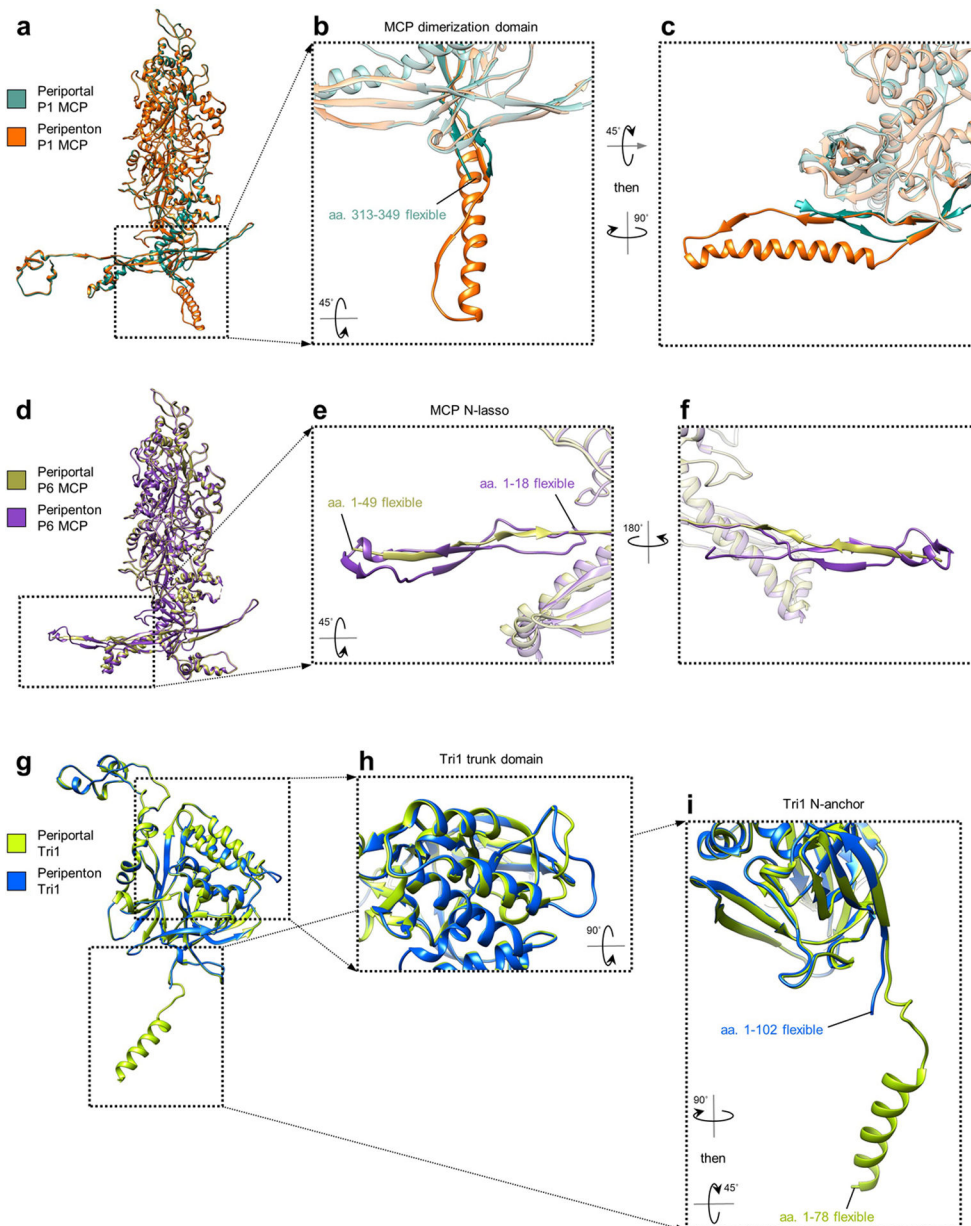 a
Periportal
P1 MCP
Peripenton
P1 MCP
b
MCP dimerization domain
aa. 313-349 flexible
45°
45°
then
90°
c
d
Periportal
P6 MCP
Peripenton
P6 MCP
e
MCP N-lasso
aa. 1-49 flexible
aa. 1-18 flexible
45°
180°
f
g
Periportal
Tri1
Peripenton
Tri1
h
Tri1 trunk domain
90°
i
Tri1 N-anchor
aa. 1-102 flexible
90°
then
45°
aa. 1-78 flexible